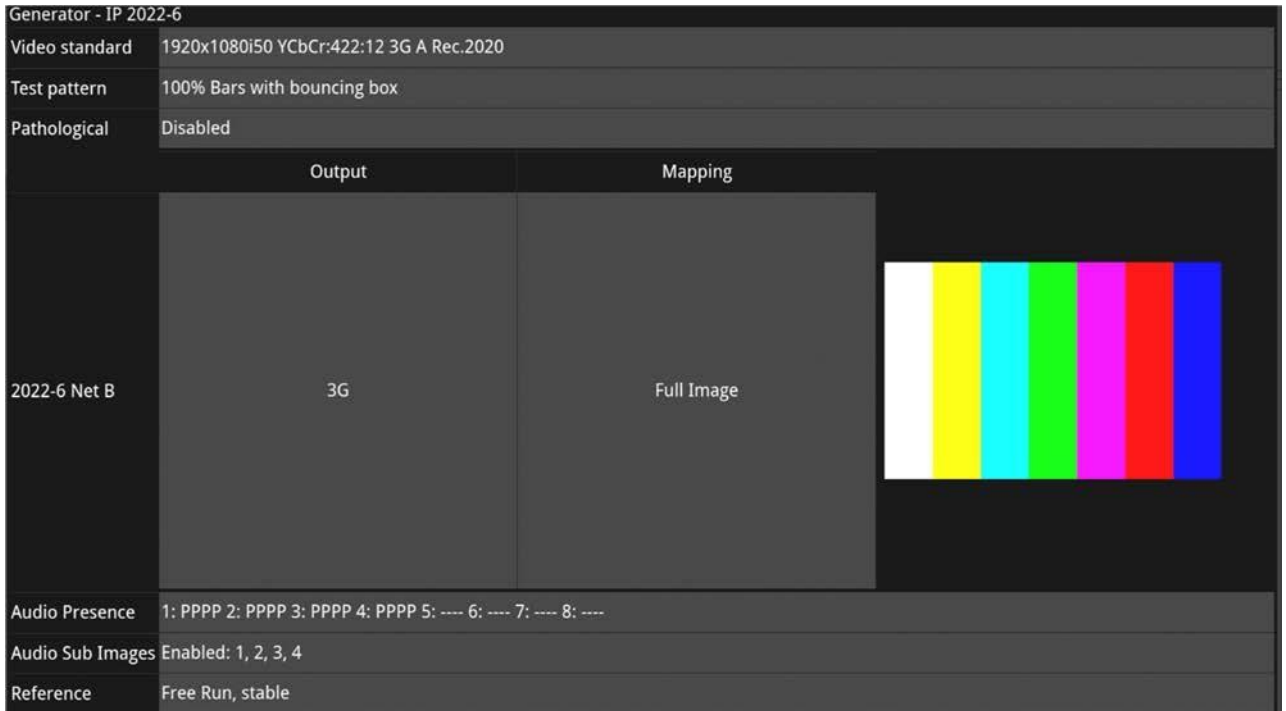 Generator - IP 2022-6
Video standard 1920x1080i50 YCbCr:422:12 3G A Rec.2020
Test pattern 100% Bars with bouncing box
Pathological Disabled
Output Mapping
2022-6 Net B 3G Full Image
Audio Presence 1: PPPP 2: PPPP 3: PPPP 4: PPPP 5: ---- 6: ---- 7: ---- 8: ----
Audio Sub Images Enabled: 1, 2, 3, 4
Reference Free Run, stable